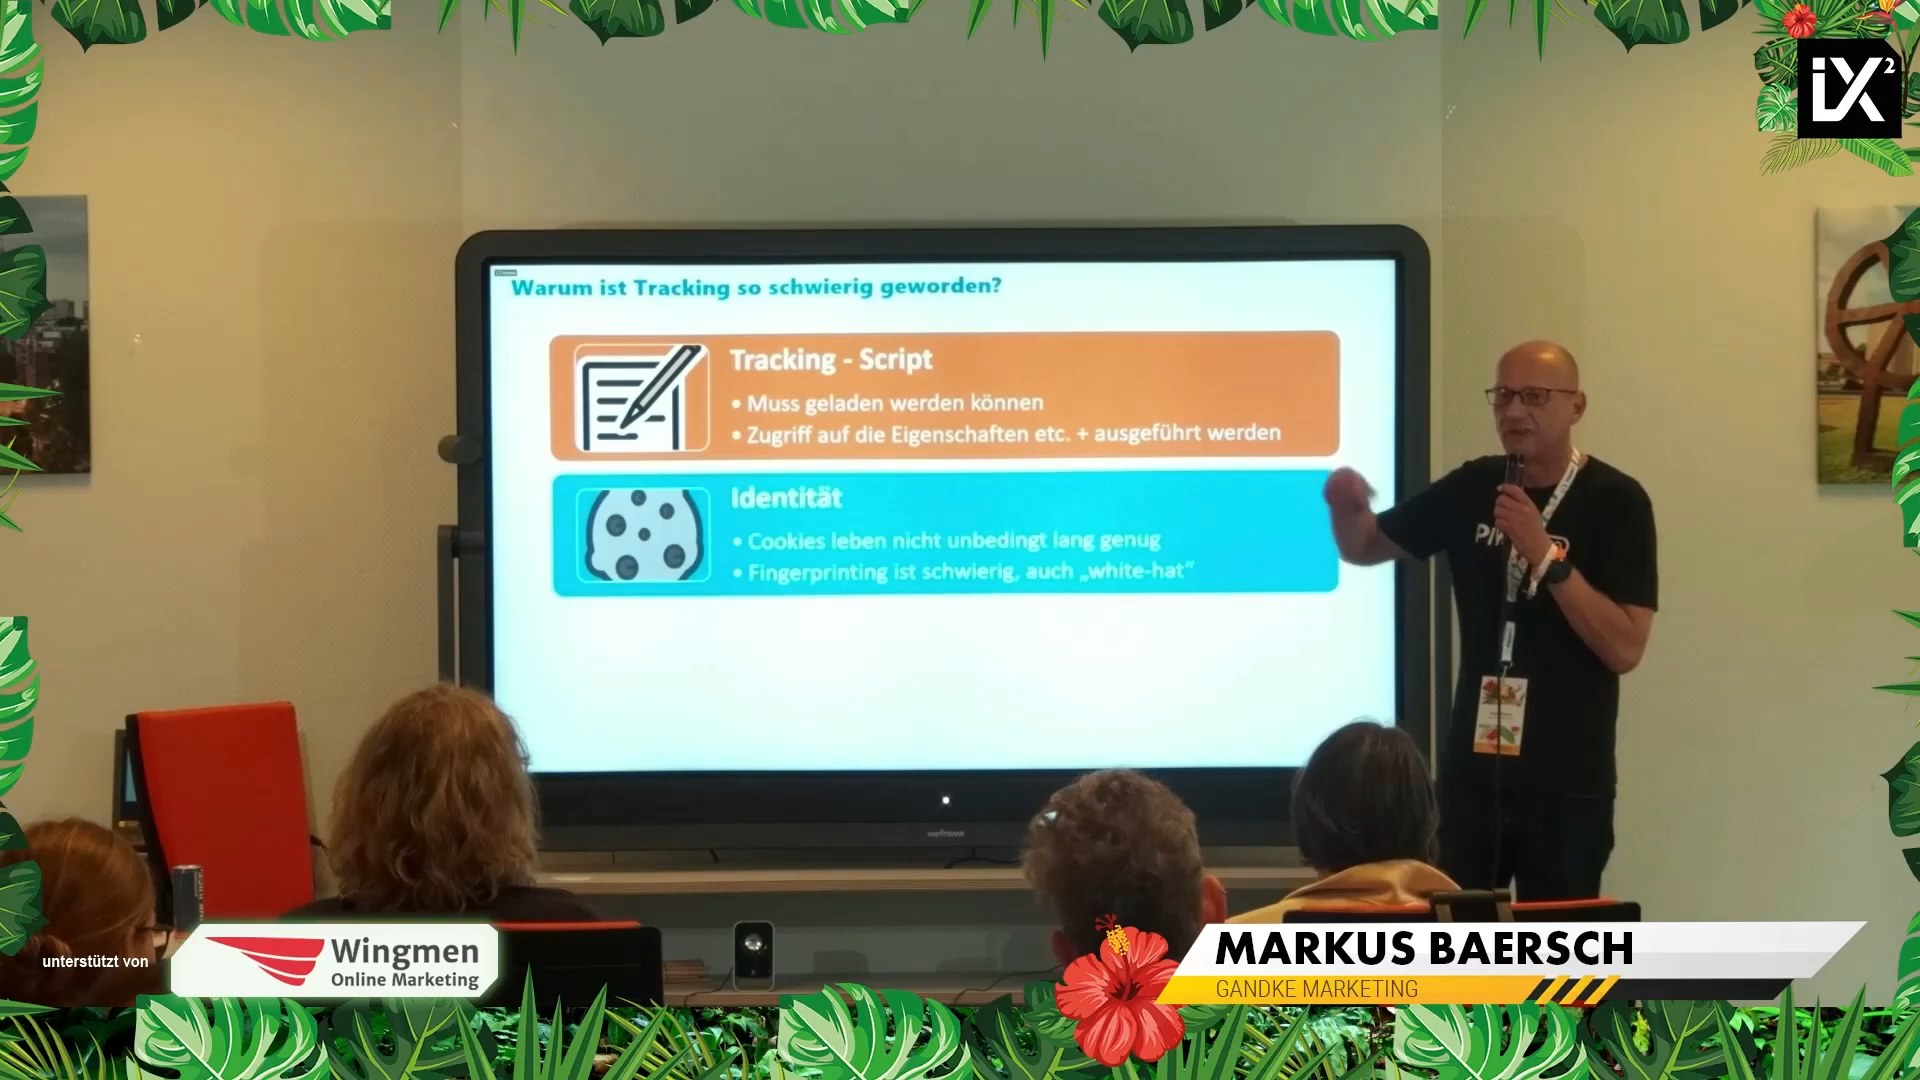 iX²
Warum ist Tracking so schwierig geworden?
Tracking - Script
• Muss geladen werden können
• Zugriff auf die Eigenschaften etc. + ausgeführt werden
Identität
• Cookies leben nicht unbedingt lang genug
• Fingerprinting ist schwierig, auch „white-hat“
unterstützt von
Wingmen
Online Marketing
MARKUS BAERSCH
GANDKE MARKETING